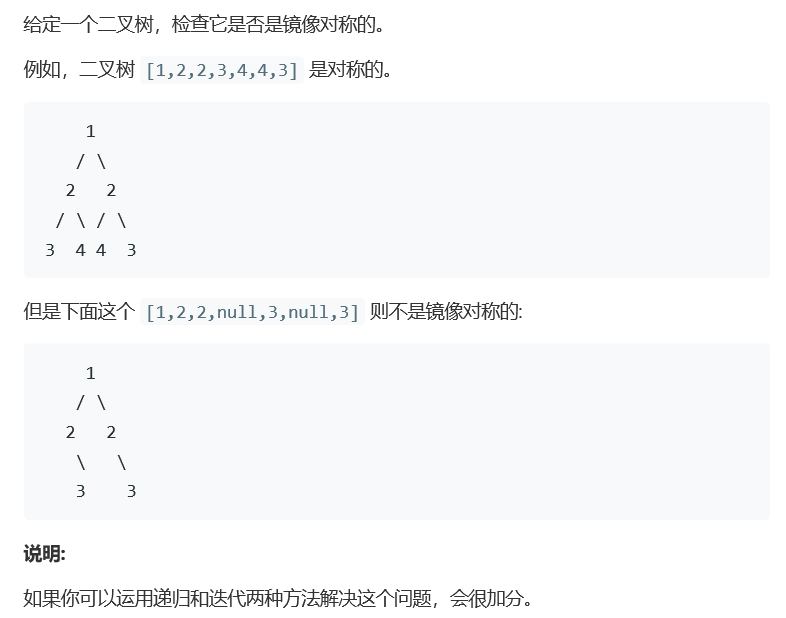 给定一个二叉树，检查它是否是镜像对称的。
例如，二叉树 [1,2,2,3,4,4,3] 是对称的。
    1
   / \
  2   2
 / \ / \
3  4 4  3
但是下面这个 [1,2,2,null,3,null,3] 则不是镜像对称的:
    1
   / \
  2   2
   \   \
   3    3
说明:
如果你可以运用递归和迭代两种方法解决这个问题，会很加分。